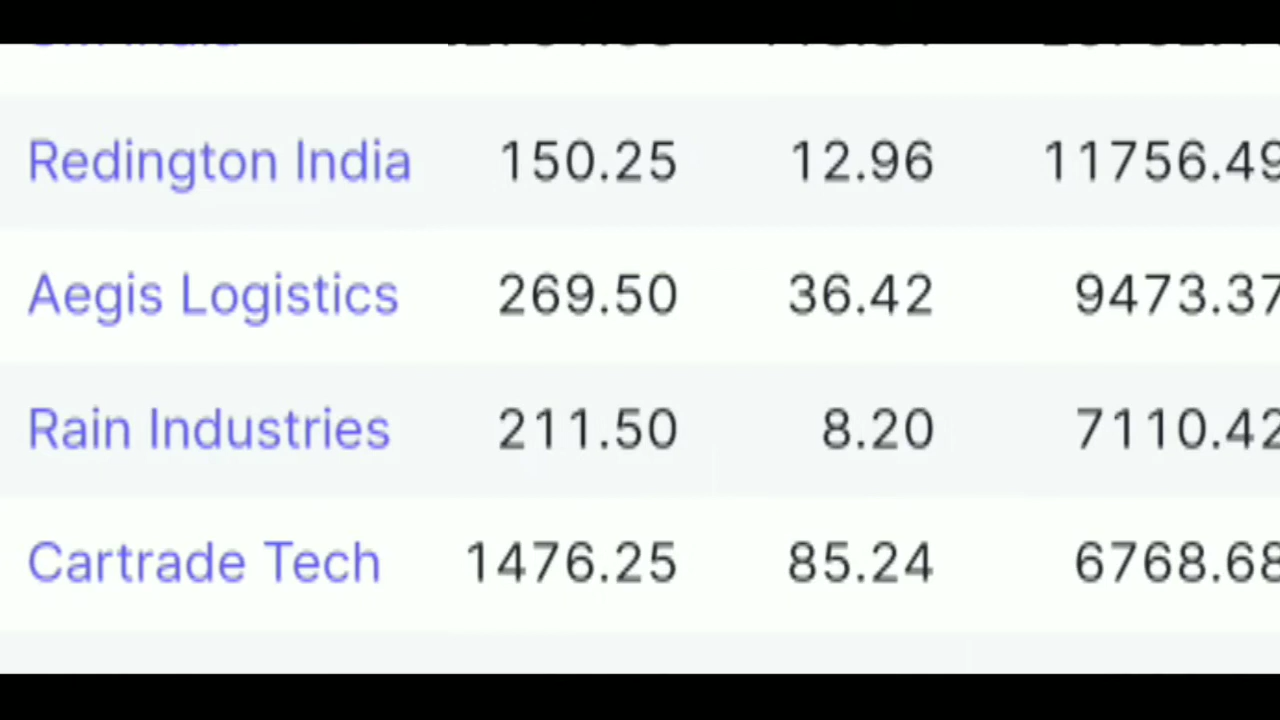 Redington India 150.25 12.96 11756.49
Aegis Logistics 269.50 36.42 9473.37
Rain Industries 211.50 8.20 7110.42
Cartrade Tech 1476.25 85.24 6768.68